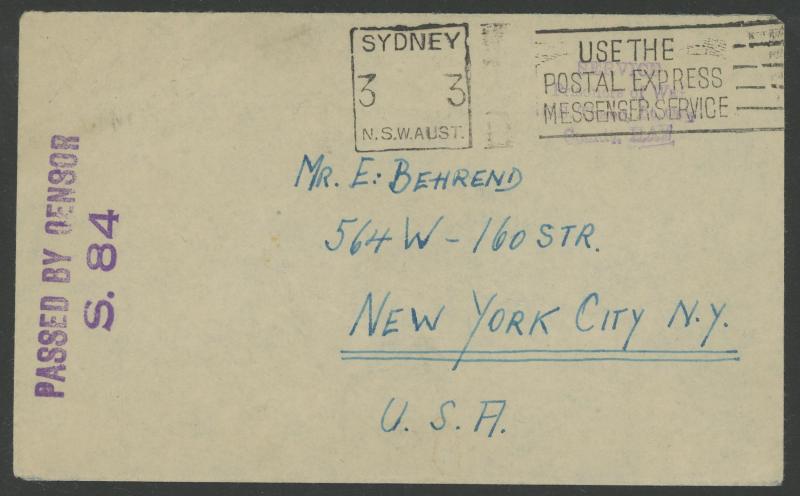 SYDNEY
3 3
N.S.W.AUST.
USE THE
POSTAL EXPRESS
MESSENGER SERVICE
MR. E: BEHREND
564 W - 160 STR.
NEW YORK CITY N.Y.
U. S. A.
PASSED BY CENSOR
S. 84